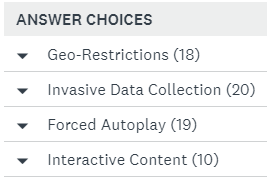 ANSWER CHOICES
Geo-Restrictions (18)
Invasive Data Collection (20)
Forced Autoplay (19)
Interactive Content (10)